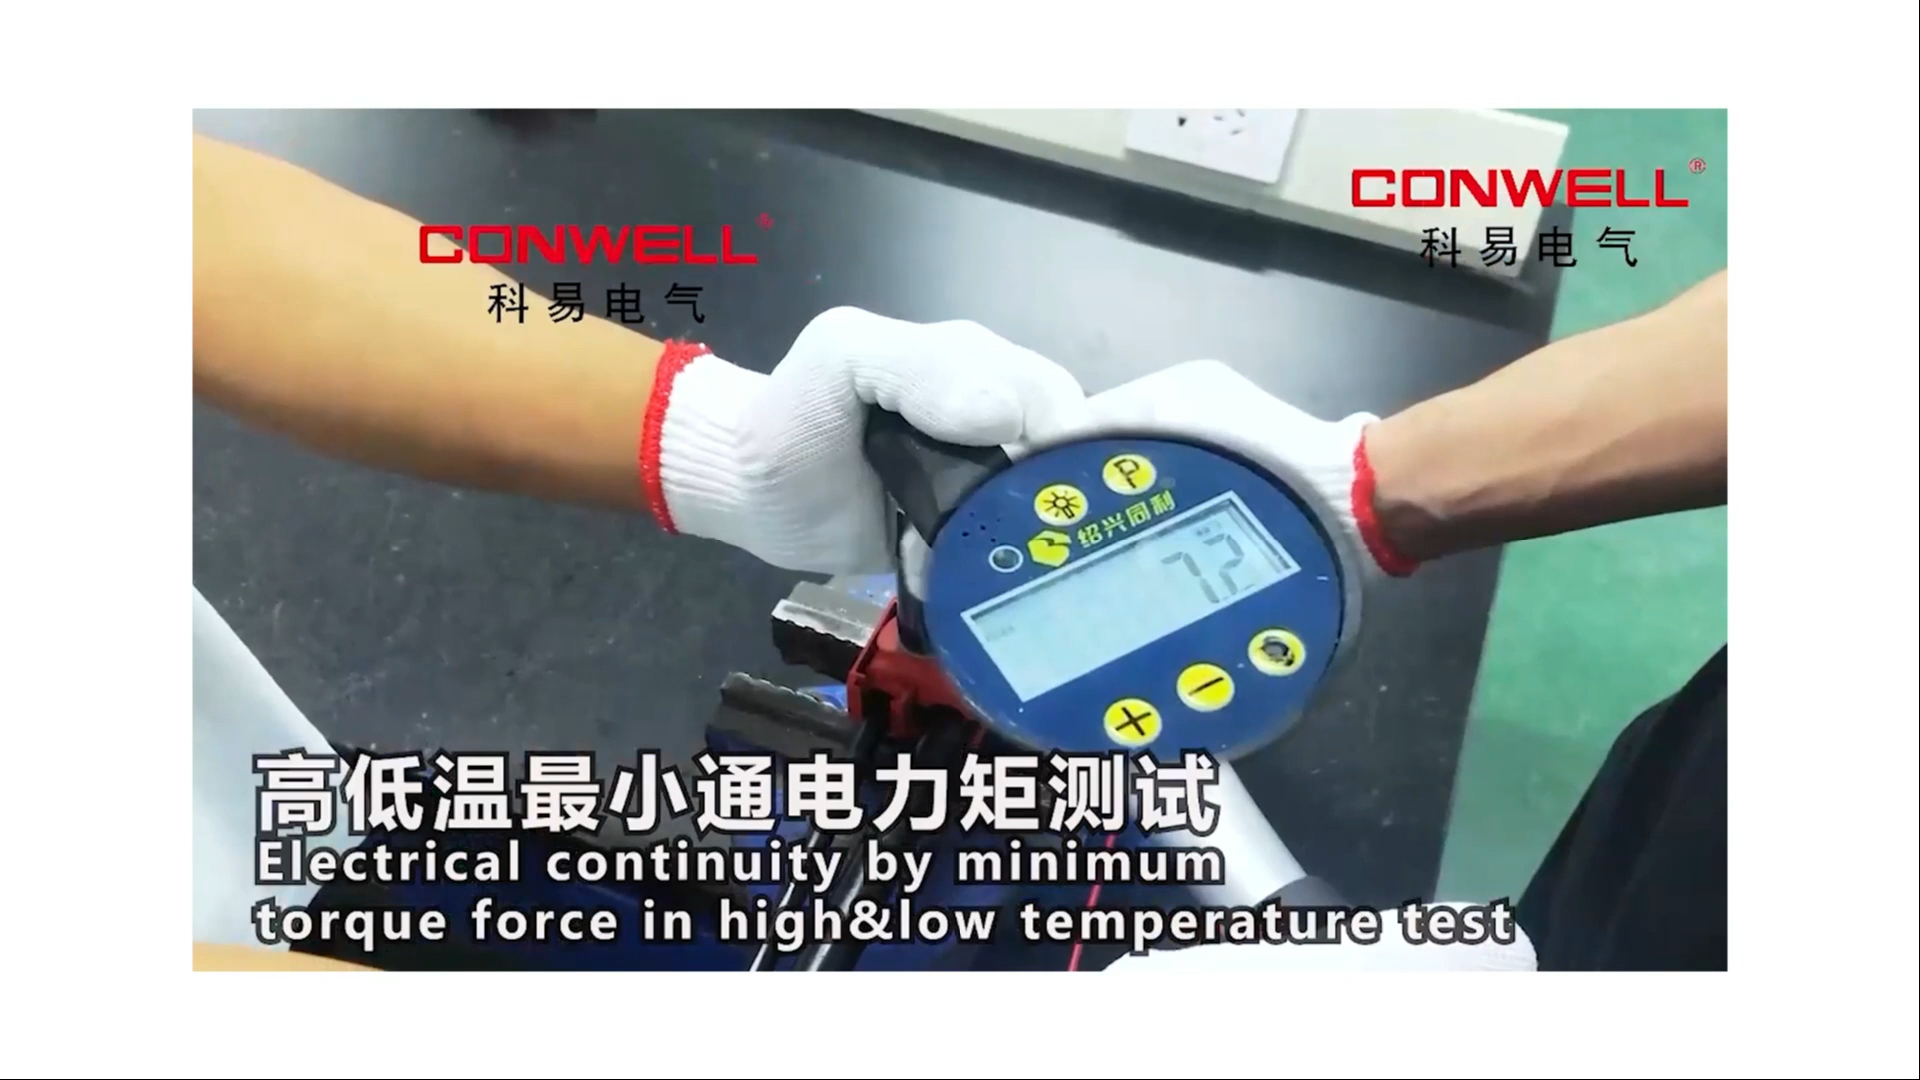 CONWELL®
科易电气
CONWELL®
科易电气
P
绍兴同利
7.2
高低温最小通电力矩测试
Electrical continuity by minimum
torque force in high&low temperature test